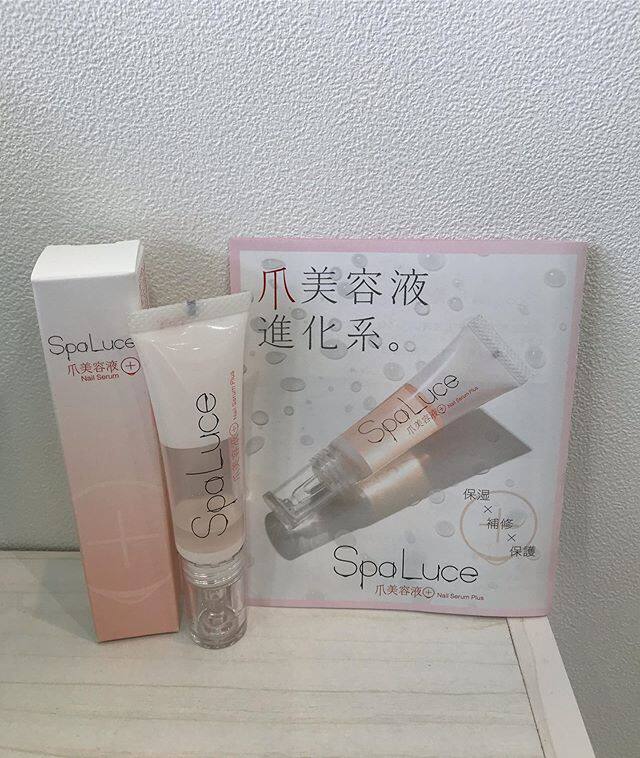 SpaLuce
爪美容液+
Nail Serum
SpaLuce
爪美容液+ Nail Serum Plus
爪美容液
進化系。
SpaLuce
爪美容液+ Nail Serum Plus
保湿
×
補修
×
保護
SpaLuce
爪美容液+ Nail Serum Plus